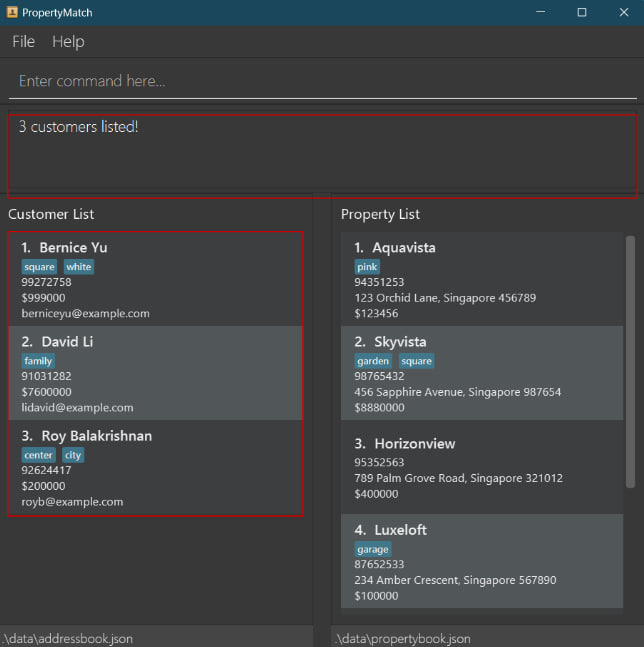 PropertyMatch
File Help
Enter command here...
3 customers listed!
Customer List
1. Bernice Yu
square white
99272758
$999000
berniceyu@example.com
2. David Li
family
91031282
$7600000
lidavid@example.com
3. Roy Balakrishnan
center city
92624417
$200000
royb@example.com
.\data\addressbook.json
Property List
1. Aquavista
pink
94351253
123 Orchid Lane, Singapore 456789
$123456
2. Skyvista
garden square
98765432
456 Sapphire Avenue, Singapore 987654
$8880000
3. Horizonview
95352563
789 Palm Grove Road, Singapore 321012
$400000
4. Luxeloft
garage
87652533
234 Amber Crescent, Singapore 567890
$100000
.\data\propertybook.json